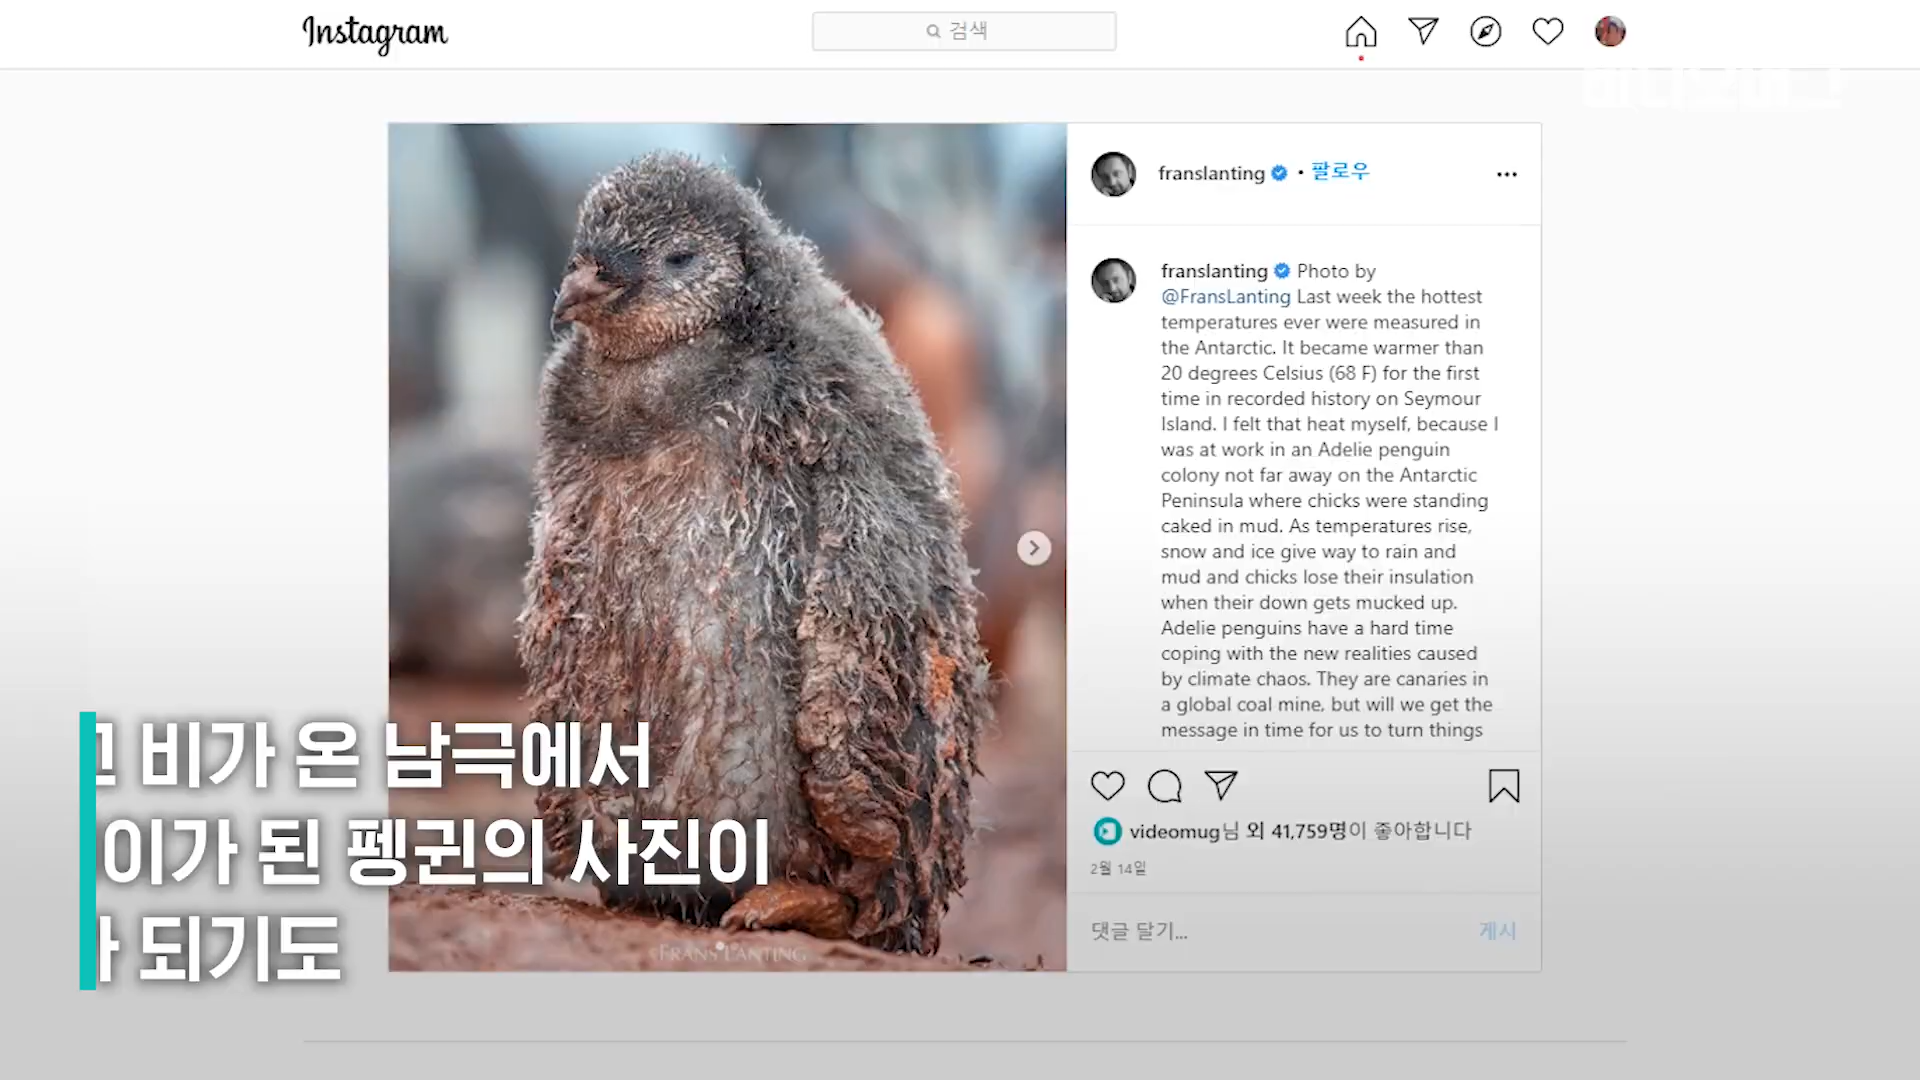 Instagram
검색
franslanting • 팔로우
franslanting Photo by
@FransLanting Last week the hottest
temperatures ever were measured in
the Antarctic. It became warmer than
20 degrees Celsius (68 F) for the first
time in recorded history on Seymour
Island. I felt that heat myself, because I
was at work in an Adelie penguin
colony not far away on the Antarctic
Peninsula where chicks were standing
caked in mud. As temperatures rise,
snow and ice give way to rain and
mud and chicks lose their insulation
when their down gets mucked up.
Adelie penguins have a hard time
coping with the new realities caused
by climate chaos. They are canaries in
a global coal mine, but will we get the
message in time for us to turn things
videomug님 외 41,759명이 좋아합니다
2월 14일
댓글 달기...
게시
비가 온 남극에서
이가 된 펭귄의 사진이
되기도
©FRANS LANTING